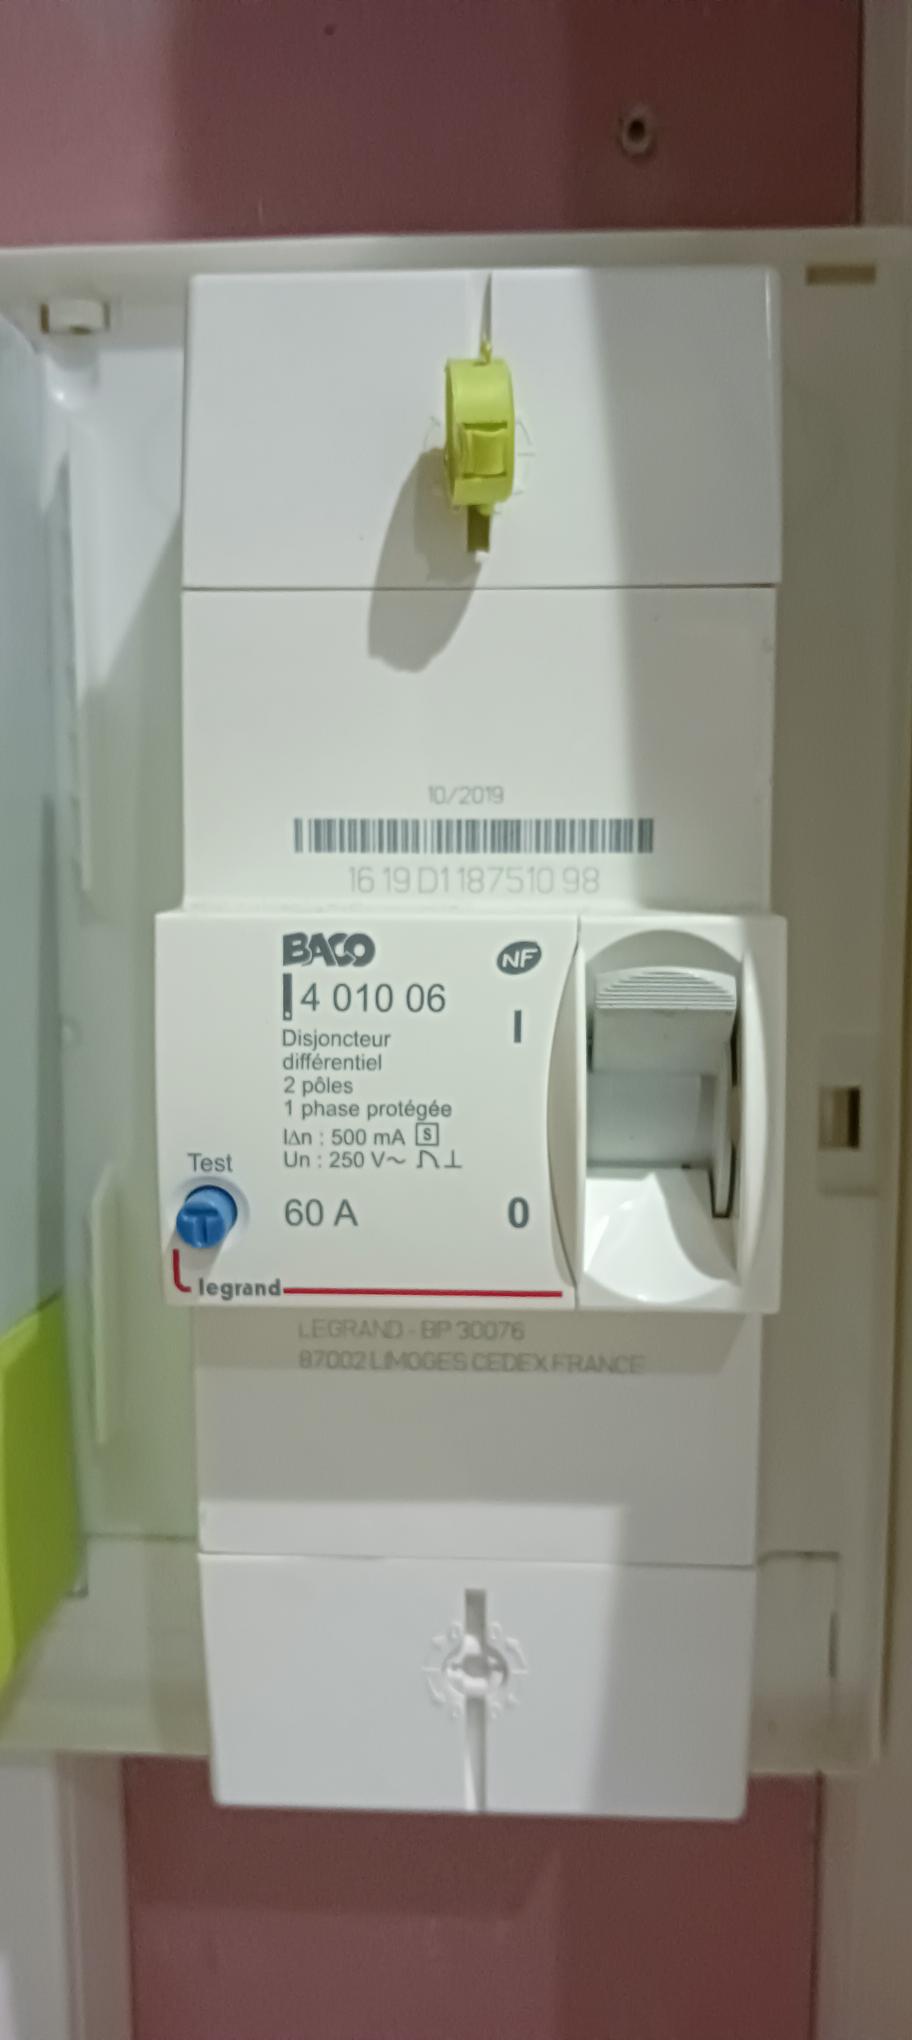 10/2019
16 19 D1 187510 98
BACO
NF
4 010 06
I
Disjoncteur
différentiel
2 pôles
1 phase protégée
IΔn : 500 mA S
Un : 250 V~
Test
T
60 A
0
legrand
LEGRAND - BP 30076
87002 LIMOGES CEDEX FRANCE